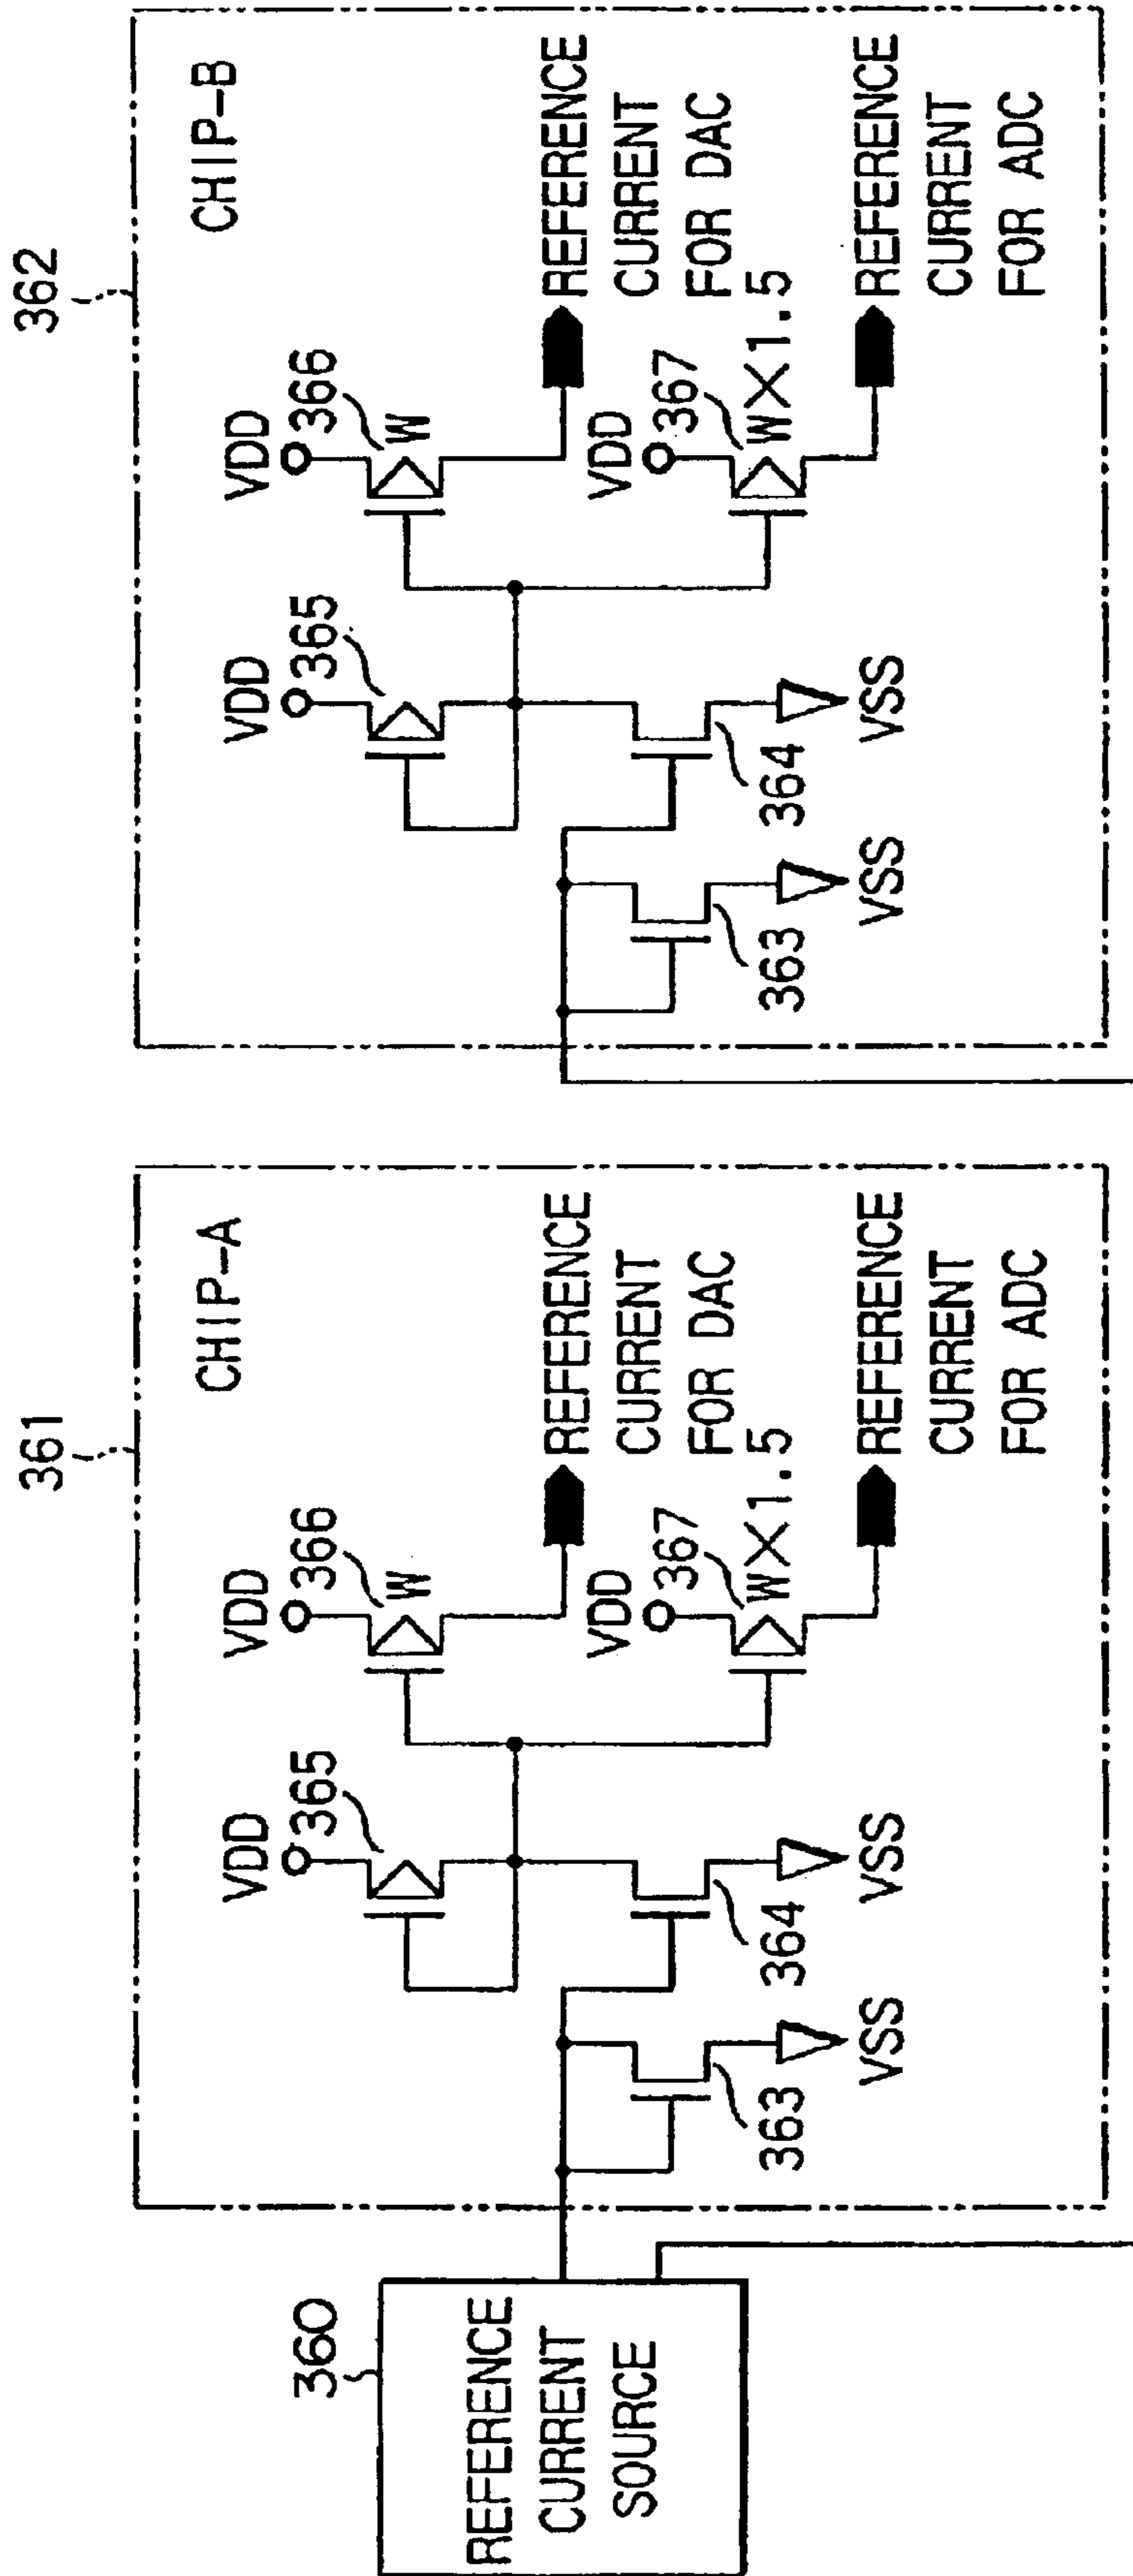 360
REFERENCE
CURRENT
SOURCE
361
CHIP-A
VDD
365
VDD
366
W
REFERENCE
CURRENT
FOR DAC
363
VSS
364
VSS
VDD
367
W×1.5
REFERENCE
CURRENT
FOR ADC
362
CHIP-B
VDD
365
VDD
366
W
REFERENCE
CURRENT
FOR DAC
363
VSS
364
VSS
VDD
367
W×1.5
REFERENCE
CURRENT
FOR ADC